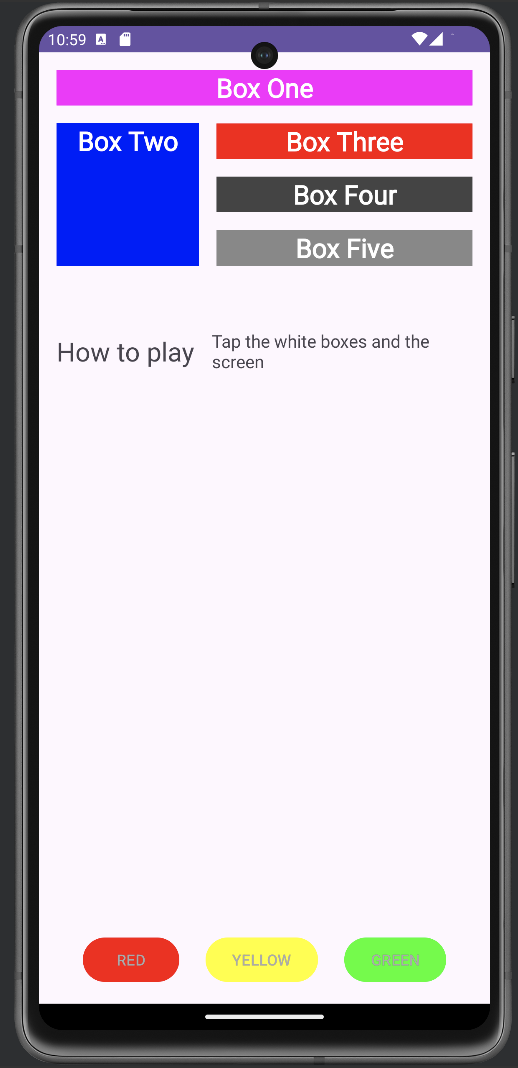 10:59
Box One
Box Two
Box Three
Box Four
Box Five
How to play
Tap the white boxes and the
screen
RED
YELLOW
GREEN